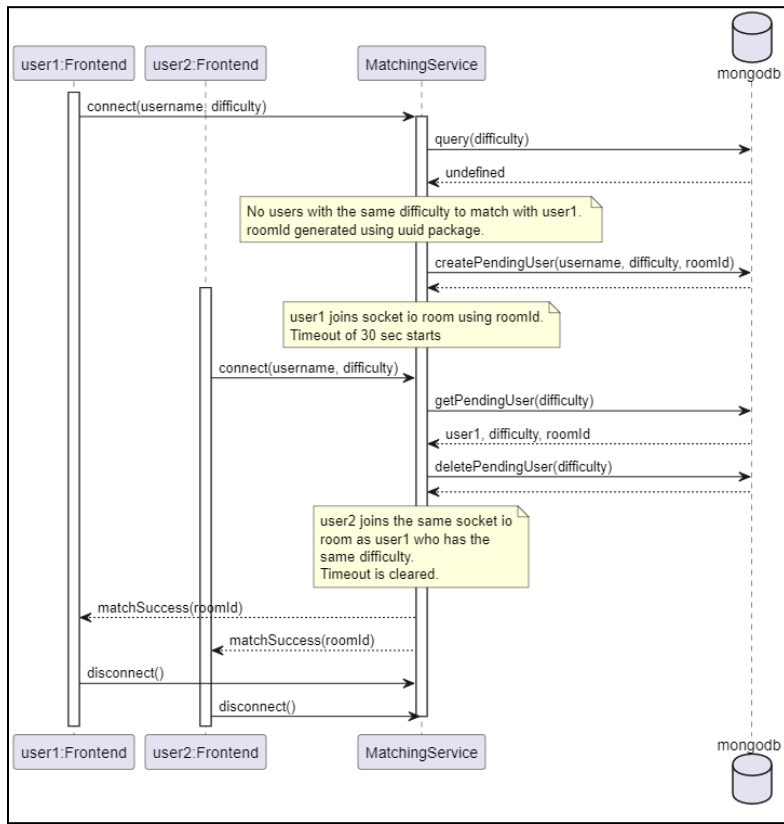 user1:Frontend
user2:Frontend
MatchingService
mongodb
connect(username, difficulty)
query(difficulty)
undefined
No users with the same difficulty to match with user1.
roomId generated using uuid package.
createPendingUser(username, difficulty, roomId)
user1 joins socket io room using roomId.
Timeout of 30 sec starts
connect(username, difficulty)
getPendingUser(difficulty)
user1, difficulty, roomId
deletePendingUser(difficulty)
user2 joins the same socket io
room as user1 who has the
same difficulty.
Timeout is cleared.
matchSuccess(roomId)
matchSuccess(roomId)
disconnect()
disconnect()
user1:Frontend
user2:Frontend
MatchingService
mongodb